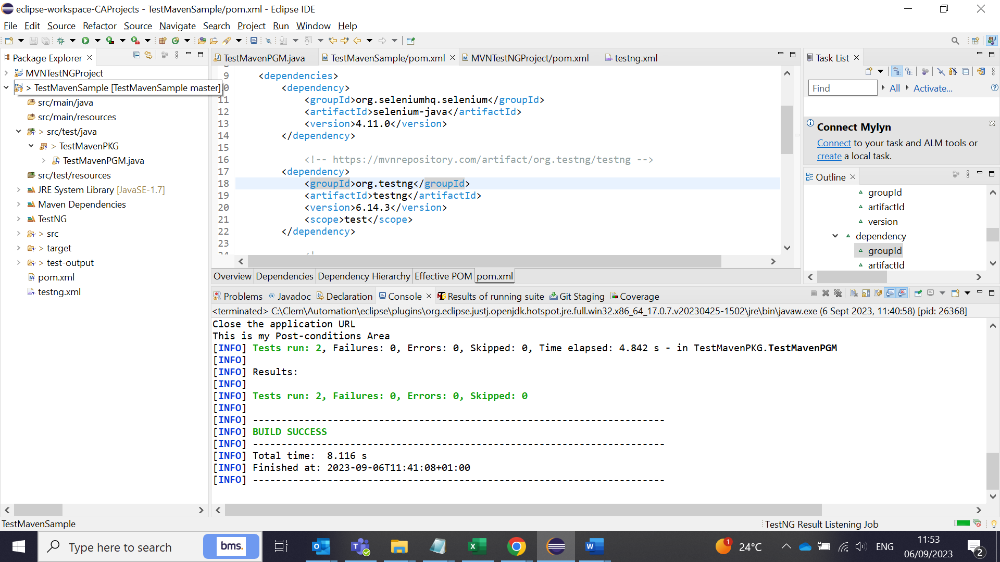 eclipse-workspace-CAProjects - TestMavenSample/pom.xml - Eclipse IDE
File Edit Source Refactor Source Navigate Search Project Run Window Help
Package Explorer
MVNTestNGProject
> TestMavenSample [TestMavenSample master]
src/main/java
src/main/resources
> src/test/java
> TestMavenPKG
TestMavenPGM.java
src/test/resources
JRE System Library [JavaSE-1.7]
Maven Dependencies
TestNG
> src
> target
> test-output
pom.xml
testng.xml
TestMavenPGM.java TestMavenSample/pom.xml MVNTestNGProject/pom.xml testng.xml
9 <dependencies>
0 <dependency>
11 <groupId>org.seleniumhq.selenium</groupId>
12 <artifactId>selenium-java</artifactId>
13 <version>4.11.0</version>
14 </dependency>
15
16 <!-- https://mvnrepository.com/artifact/org.testng/testng -->
17 <dependency>
18 <groupId>org.testng</groupId>
19 <artifactId>testng</artifactId>
20 <version>6.14.3</version>
21 <scope>test</scope>
22 </dependency>
23
Overview Dependencies Dependency Hierarchy Effective POM pom.xml
Task List
Find All Activate...
Connect Mylyn
Connect to your task and ALM tools or
create a local task.
Outline
groupId
artifactId
version
dependency
groupId
artifactId
Problems Javadoc Declaration Console Results of running suite Git Staging Coverage
<terminated> C:\Clem\Automation\eclipse\plugins\org.eclipse.justj.openjdk.hotspot.jre.full.win32.x86_64_17.0.7.v20230425-1502\jre\bin\javaw.exe (6 Sept 2023, 11:40:58) [pid: 26368]
Close the application URL
This is my Post-conditions Area
[INFO] Tests run: 2, Failures: 0, Errors: 0, Skipped: 0, Time elapsed: 4.842 s - in TestMavenPKG.TestMavenPGM
[INFO]
[INFO] Results:
[INFO]
[INFO] Tests run: 2, Failures: 0, Errors: 0, Skipped: 0
[INFO]
[INFO] ------------------------------------------------------------------------
[INFO] BUILD SUCCESS
[INFO] ------------------------------------------------------------------------
[INFO] Total time:  8.116 s
[INFO] Finished at: 2023-09-06T11:41:08+01:00
[INFO] ------------------------------------------------------------------------
TestMavenSample
TestNG Result Listening Job
Type here to search
bms.
1
24°C
ENG
11:53
06/09/2023
2